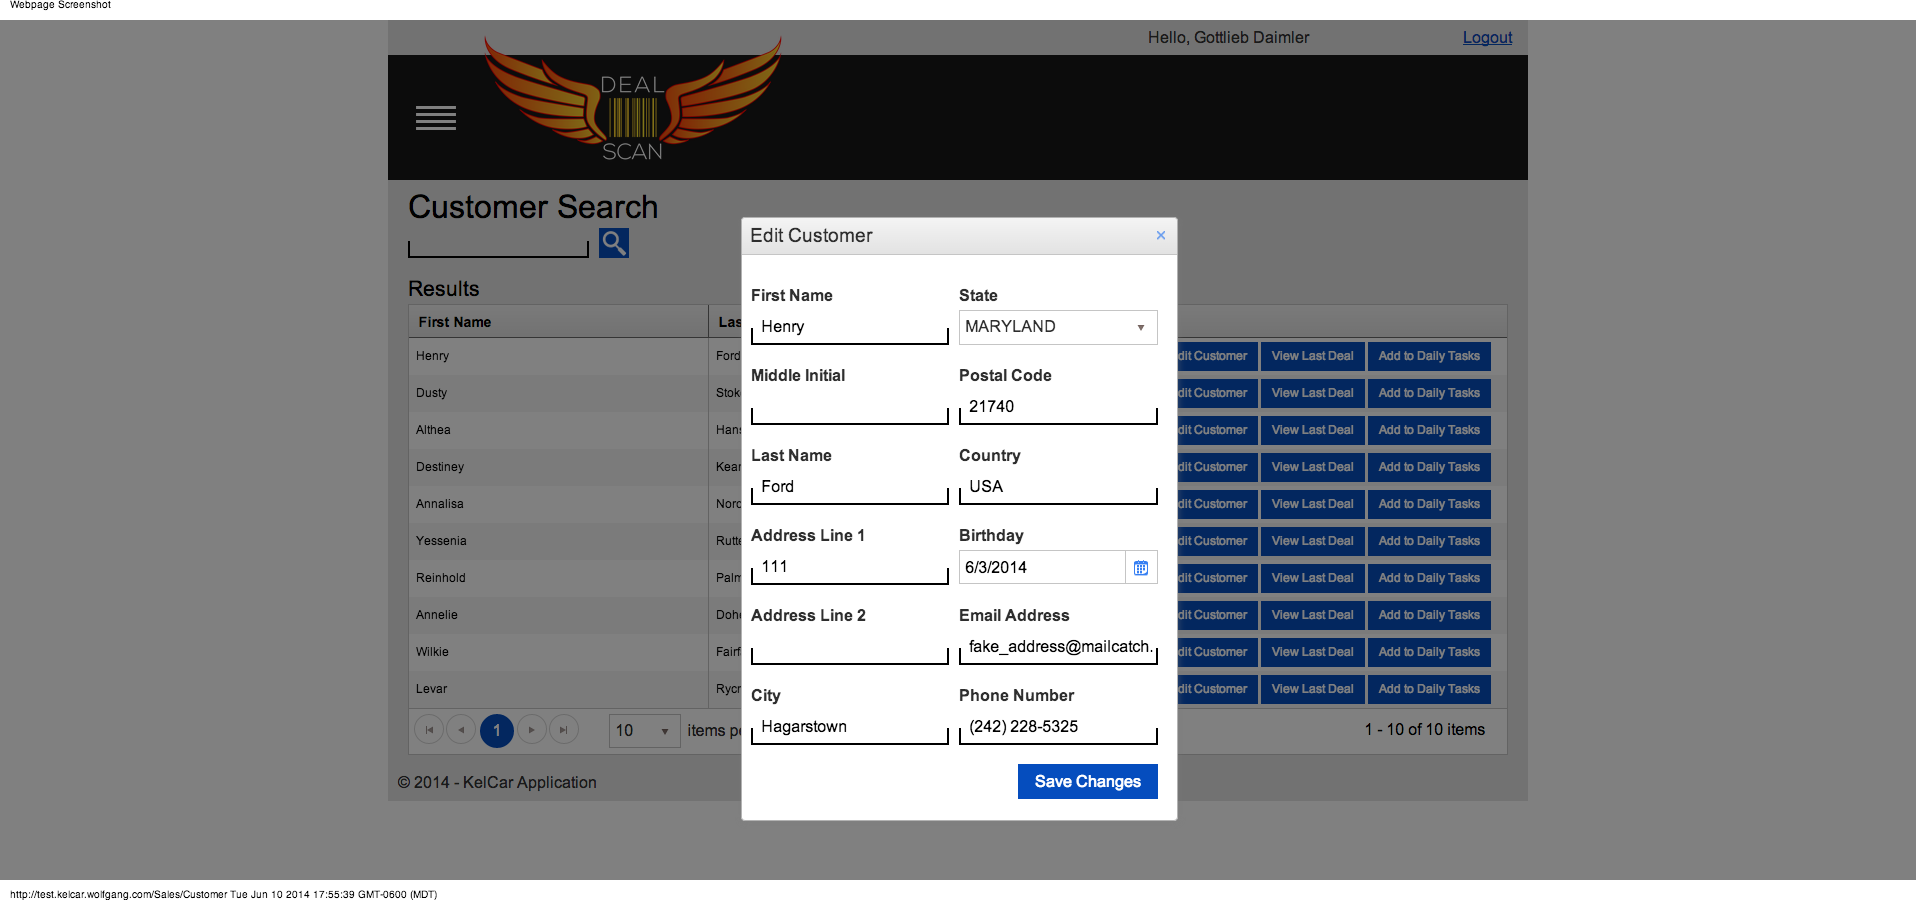 Webpage Screenshot
Hello, Gottlieb Daimler
Logout
DEAL
SCAN
Customer Search
Edit Customer
×
Results
First Name
Las
First Name
Henry
State
MARYLAND
Middle Initial
Postal Code
21740
Last Name
Ford
Country
USA
Address Line 1
111
Birthday
6/3/2014
Address Line 2
Email Address
fake_address@mailcatch.
City
Hagarstown
Phone Number
(242) 228-5325
Save Changes
Henry Ford dit Customer View Last Deal Add to Daily Tasks
Dusty Stok dit Customer View Last Deal Add to Daily Tasks
Althea Hans dit Customer View Last Deal Add to Daily Tasks
Destiney Kear dit Customer View Last Deal Add to Daily Tasks
Annalisa Norc dit Customer View Last Deal Add to Daily Tasks
Yessenia Rutte dit Customer View Last Deal Add to Daily Tasks
Reinhold Palm dit Customer View Last Deal Add to Daily Tasks
Annelie Doh dit Customer View Last Deal Add to Daily Tasks
Wilkie Fairf dit Customer View Last Deal Add to Daily Tasks
Levar Rycr dit Customer View Last Deal Add to Daily Tasks
1 10 items pe 1 - 10 of 10 items
© 2014 - KelCar Application
http://test.kelcar.wolfgang.com/Sales/Customer Tue Jun 10 2014 17:55:39 GMT-0600 (MDT)